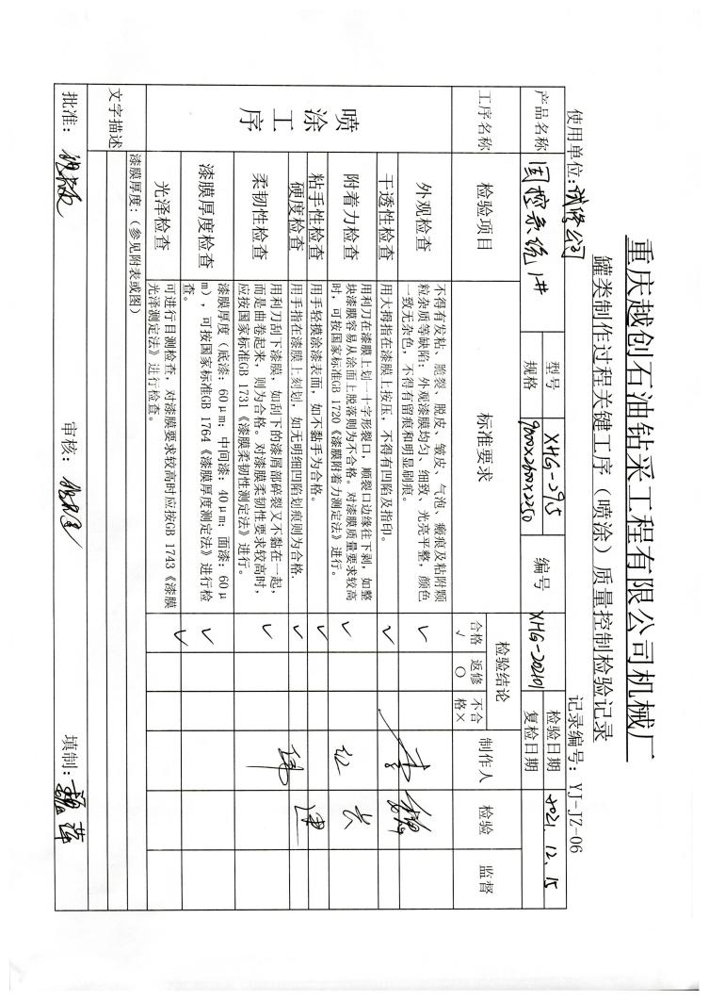 重庆越创石油钻采工程有限公司机械厂
罐类制作过程关键工序（喷涂）质量控制检验记录
使用单位：试修公司 记录编号：YJ-JZ-06
产品名称 固控系统1# 型号 XHG-295 编号 XHG-202101 检验日期 2021.12.15
规格 9000×2600×2250 复检日期
工序名称 检验项目 标准要求 检验结论 制作人 检验 监督
合格√ 返修○ 不合格×
喷涂工序
外观检查 不得有发粘、脆裂、脱皮、皱皮、气泡、瘢痕及粘附颗
粒杂质等缺陷；外观漆膜均匀、细致、光亮平整，颜色
一致无杂色，不得有留痕和明显刷痕。 ✓
干透性检查 用大拇指在漆膜上按压，不得有凹陷及指印。 ✓
附着力检查 用利刀在漆膜上划一十字形裂口，顺裂口边缘往下剥，如整
块漆膜容易从涂面上脱落则为不合格。对漆膜质量要求较高
时，可按国家标准GB 1720《漆膜附着力测定法》进行。 ✓
粘手性检查 用手轻摸涂漆表面，如不黏手为合格。 ✓
硬度检查 用手指在漆膜上刻划，如无明细凹陷划痕则为合格. ✓
柔韧性检查 用利刀刮下漆膜，如刮下的漆屑部碎裂又不黏在一起，
而是曲卷起来，则为合格。对漆膜柔韧性要求较高时，
应按国家标准GB 1731《漆膜柔韧性测定法》进行。 ✓
漆膜厚度检查 漆膜厚度（底漆：60μm；中间漆：40μm；面漆：60μ
m），可按国家标准GB 1764《漆膜厚度测定法》进行检
查。 ✓
光泽检查 可进行目测检查，对漆膜要求较高时应按GB 1743《漆膜
光泽测定法》进行检查。 ✓
漆膜厚度：（参见附表或图）
文字描述
批准： 审核： 填制：魏萍